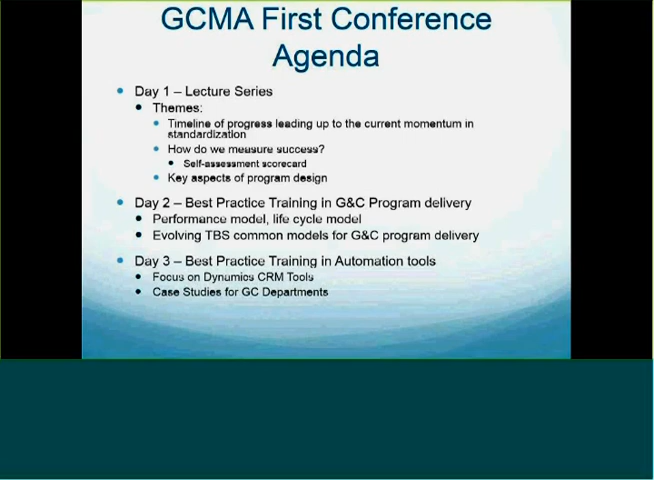 GCMA First Conference
Agenda
Day 1 – Lecture Series
Themes:
Timeline of progress leading up to the current momentum in
standardization
How do we measure success?
Self-assessment scorecard
Key aspects of program design
Day 2 – Best Practice Training in G&C Program delivery
Performance model, life cycle model
Evolving TBS common models for G&C program delivery
Day 3 – Best Practice Training in Automation tools
Focus on Dynamics CRM Tools
Case Studies for GC Departments